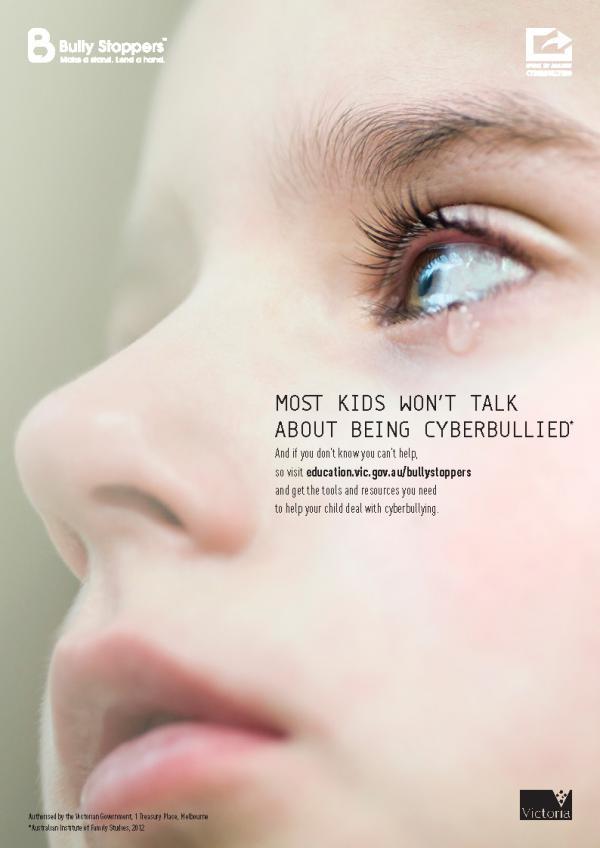 Bully Stoppers™
Make a stand. Lend a hand.
MOST KIDS WON'T TALK
ABOUT BEING CYBERBULLIED*
And if you don't know you can't help,
so visit education.vic.gov.au/bullystoppers
and get the tools and resources you need
to help your child deal with cyberbullying.
Authorised by the Victorian Government, 1 Treasury Place, Melbourne
*Australian Institute of Family Studies, 2012
Victoria